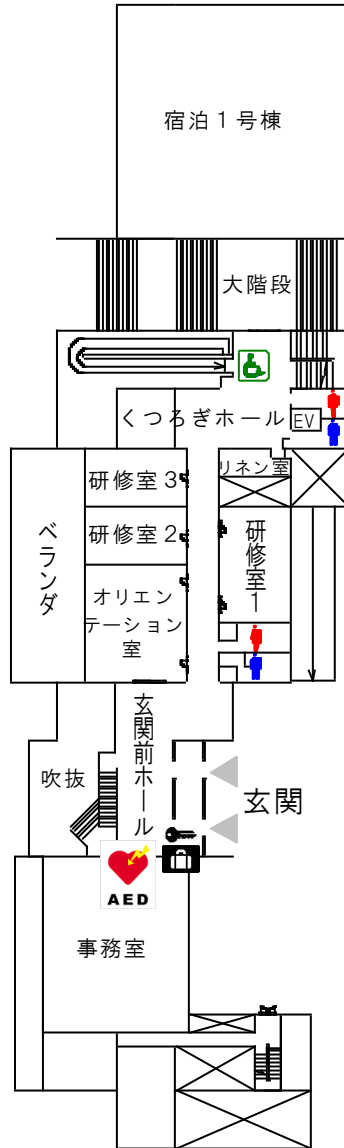 宿泊１号棟
大階段
くつろぎホール
EV
研修室３
リネン室
研修室２
研修室１
ベランダ
オリエン
テーション
室
玄関前ホール
吹抜
玄関
AED
事務室